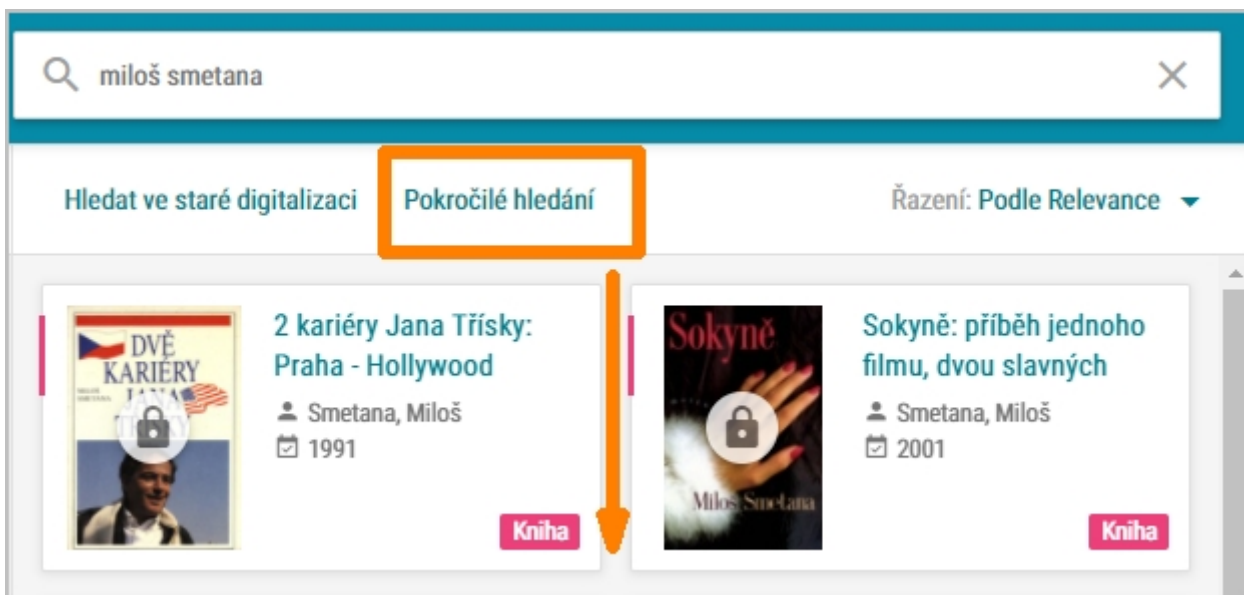 miloš smetana
Hledat ve staré digitalizaci
Pokročilé hledání
Řazení: Podle Relevance
DVĚ
KARIÉRY
JANA
2 kariéry Jana Třísky:
Praha - Hollywood
Smetana, Miloš
1991
Kniha
Sokyně
Miloš Smetana
Sokyně: příběh jednoho
filmu, dvou slavných
Smetana, Miloš
2001
Kniha